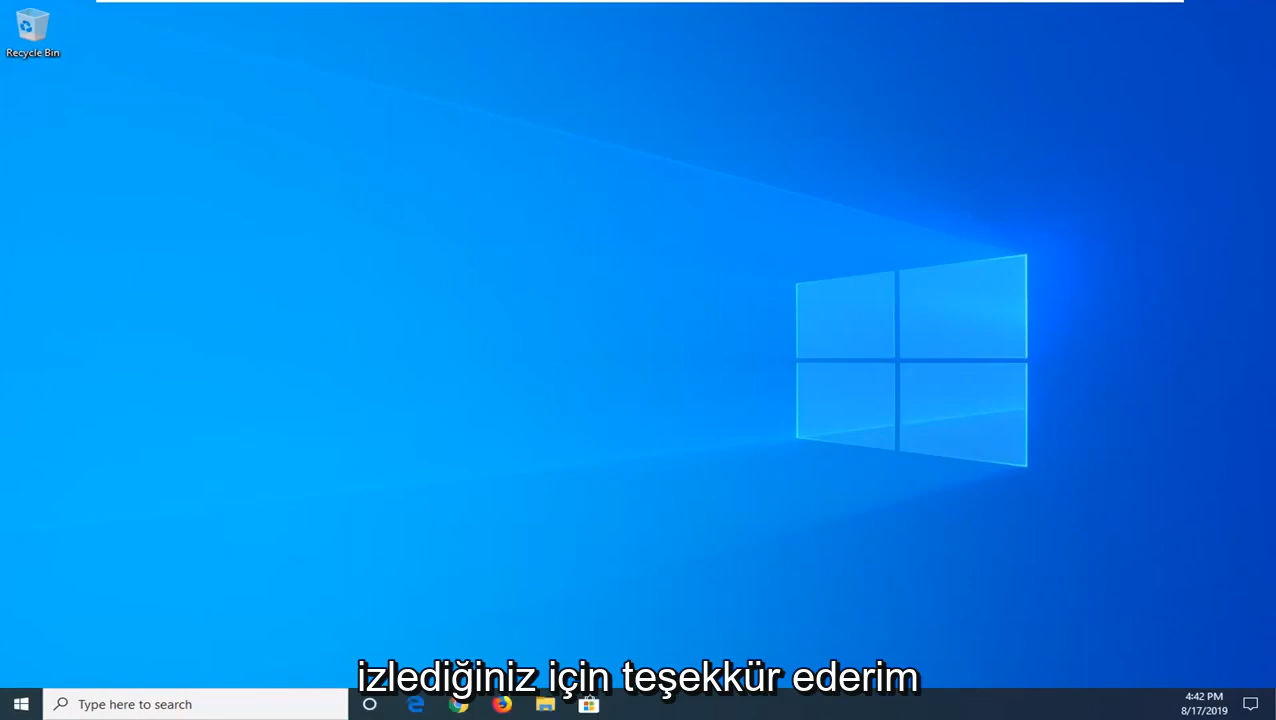 Recycle Bin
izlediğiniz için teşekkür ederim
Type here to search
4:42 PM
8/17/2019